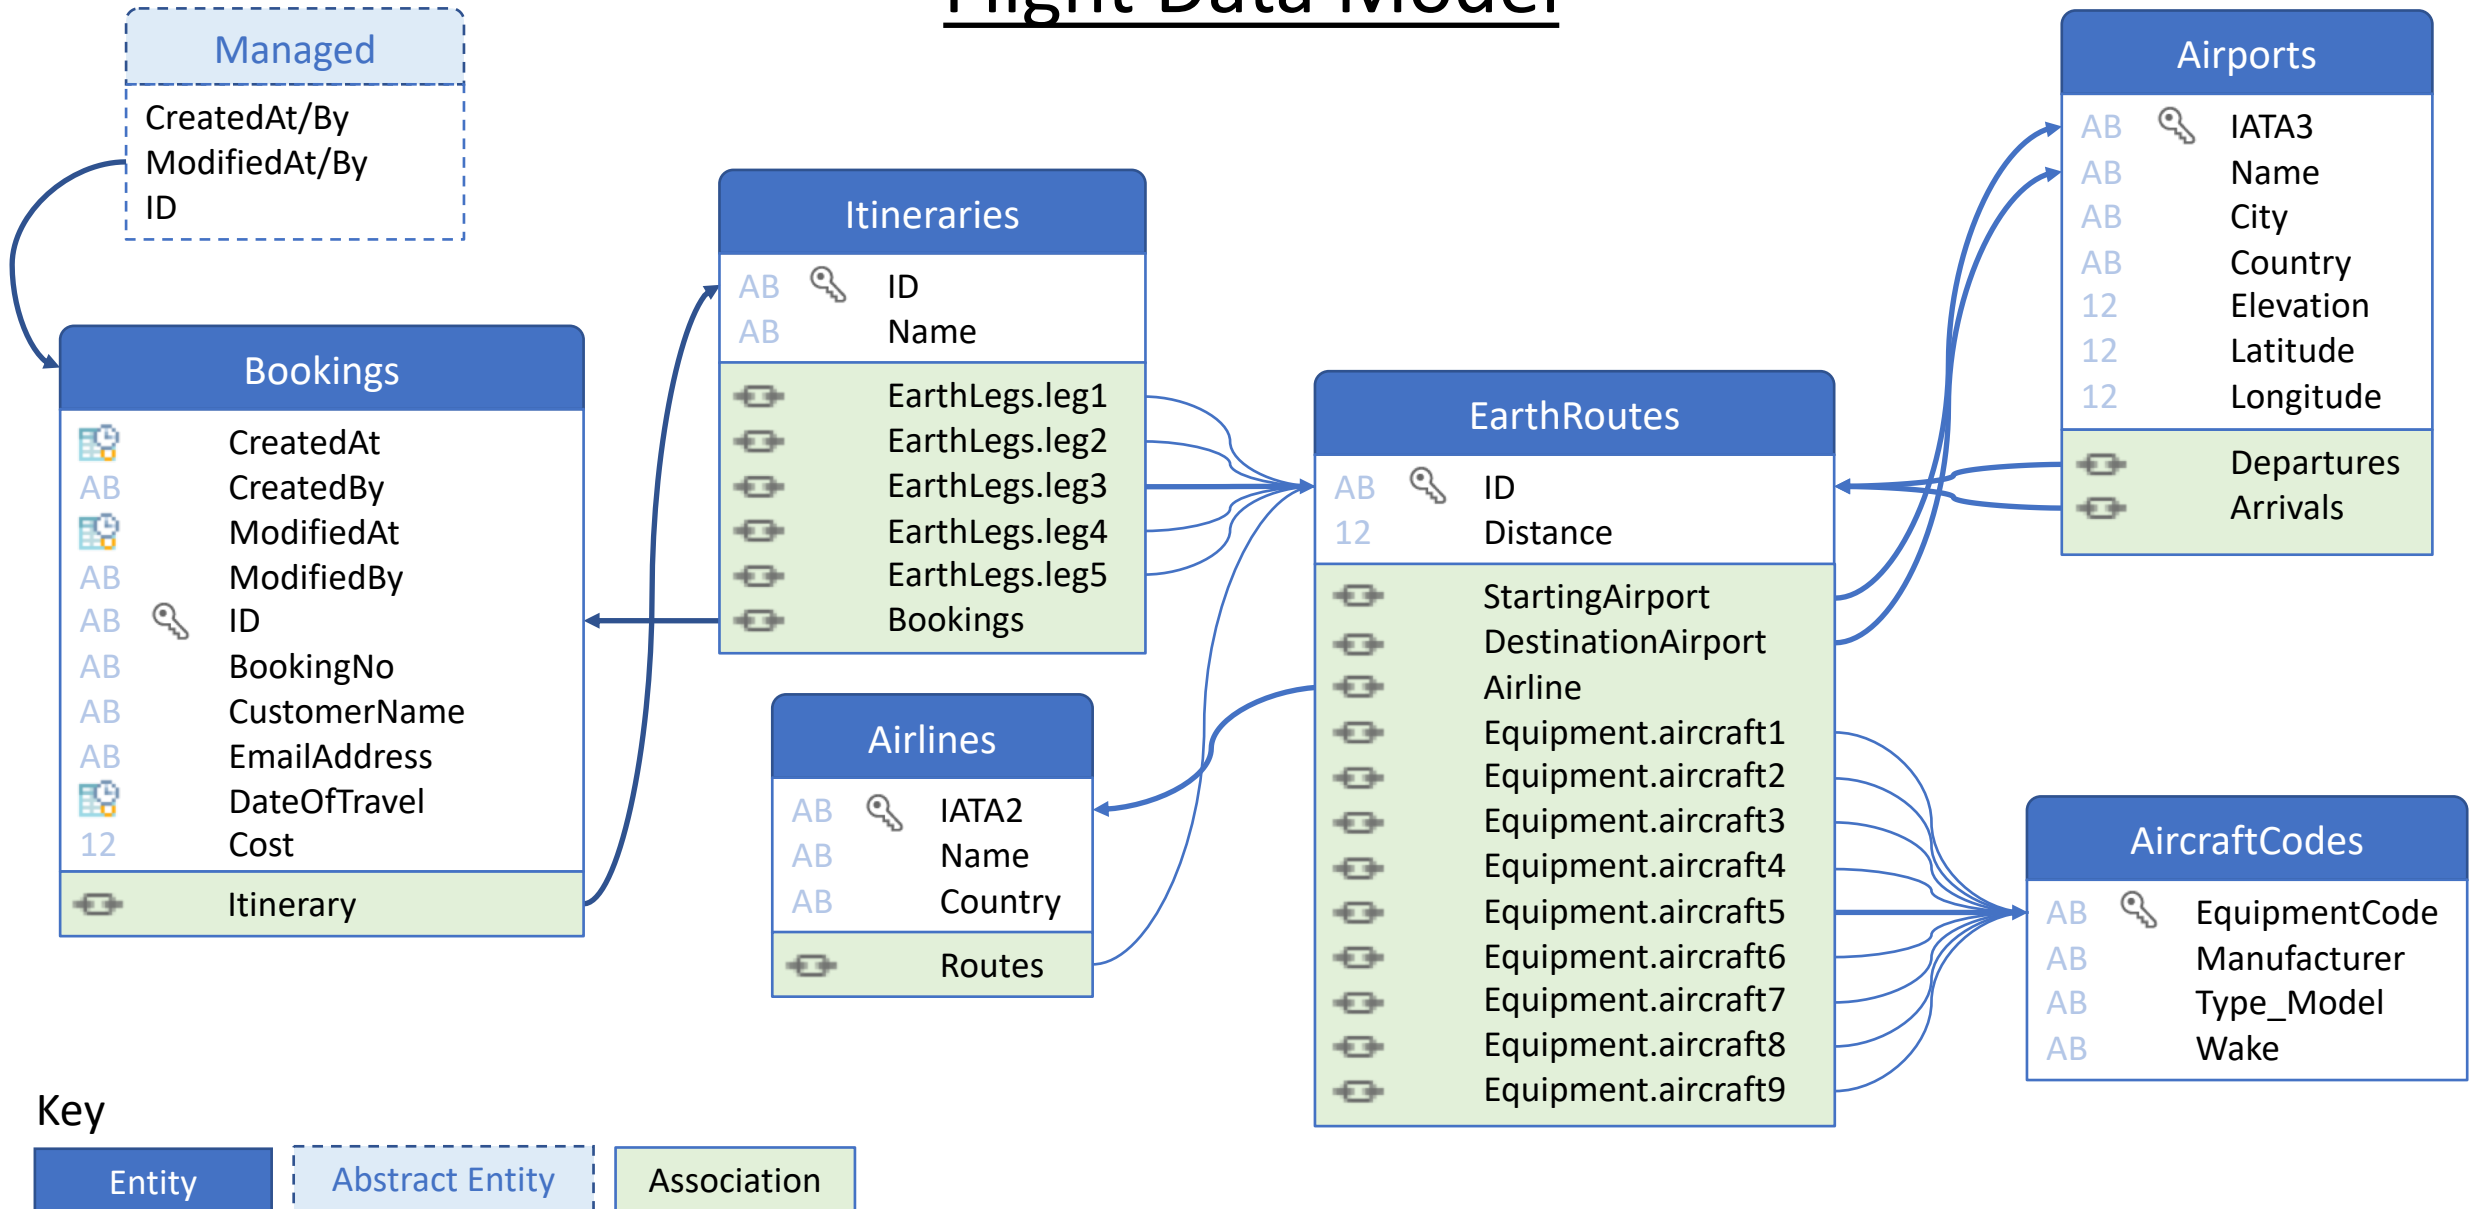 Flight Data Model
Managed
CreatedAt/By
ModifiedAt/By
ID
Bookings
CreatedAt
AB CreatedBy
ModifiedAt
AB ModifiedBy
AB ID
AB BookingNo
AB CustomerName
AB EmailAddress
DateOfTravel
12 Cost
Itinerary
Itineraries
AB ID
AB Name
EarthLegs.leg1
EarthLegs.leg2
EarthLegs.leg3
EarthLegs.leg4
EarthLegs.leg5
Bookings
Airlines
AB IATA2
AB Name
AB Country
Routes
EarthRoutes
AB ID
12 Distance
StartingAirport
DestinationAirport
Airline
Equipment.aircraft1
Equipment.aircraft2
Equipment.aircraft3
Equipment.aircraft4
Equipment.aircraft5
Equipment.aircraft6
Equipment.aircraft7
Equipment.aircraft8
Equipment.aircraft9
Airports
AB IATA3
AB Name
AB City
AB Country
12 Elevation
12 Latitude
12 Longitude
Departures
Arrivals
AircraftCodes
AB EquipmentCode
AB Manufacturer
AB Type_Model
AB Wake
Key
Entity
Abstract Entity
Association